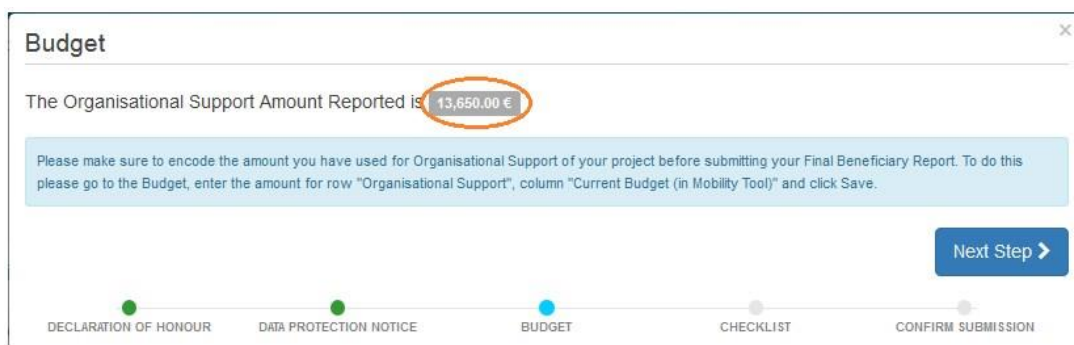 Budget
×
The Organisational Support Amount Reported is 13,650.00 €
Please make sure to encode the amount you have used for Organisational Support of your project before submitting your Final Beneficiary Report. To do this
please go to the Budget, enter the amount for row "Organisational Support", column "Current Budget (in Mobility Tool)" and click Save.
Next Step
DECLARATION OF HONOUR DATA PROTECTION NOTICE BUDGET CHECKLIST CONFIRM SUBMISSION